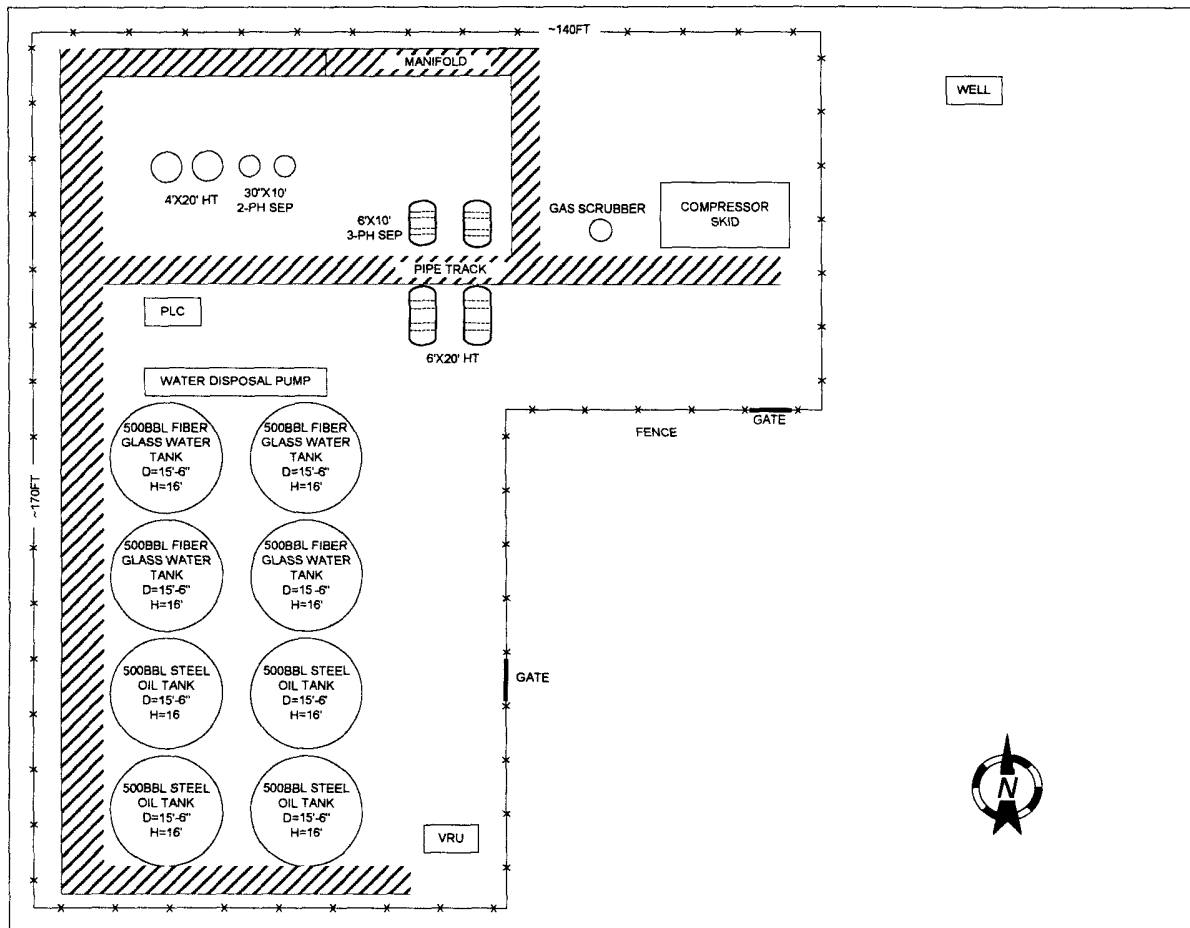 ~140FT
MANIFOLD
WELL
4'X20' HT
30"X10'
2-PH SEP
6'X10'
3-PH SEP
GAS SCRUBBER
COMPRESSOR
SKID
PIPE TRACK
PLC
6'X20' HT
WATER DISPOSAL PUMP
GATE
FENCE
500BBL FIBER
GLASS WATER
TANK
D=15'-6"
H=16'
500BBL FIBER
GLASS WATER
TANK
D=15'-6"
H=16'
~170FT
500BBL FIBER
GLASS WATER
TANK
D=15'-6"
H=16'
500BBL FIBER
GLASS WATER
TANK
D=15-6"
H=16'
500BBL STEEL
OIL TANK
D=15'-6"
H=16
500BBL STEEL
OIL TANK
D=15'-6'
H=16'
GATE
500BBL STEEL
OIL TANK
D=15'-6"
H=16'
500BBL STEEL
OIL TANK
D=15'-6"
H=16'
VRU
N